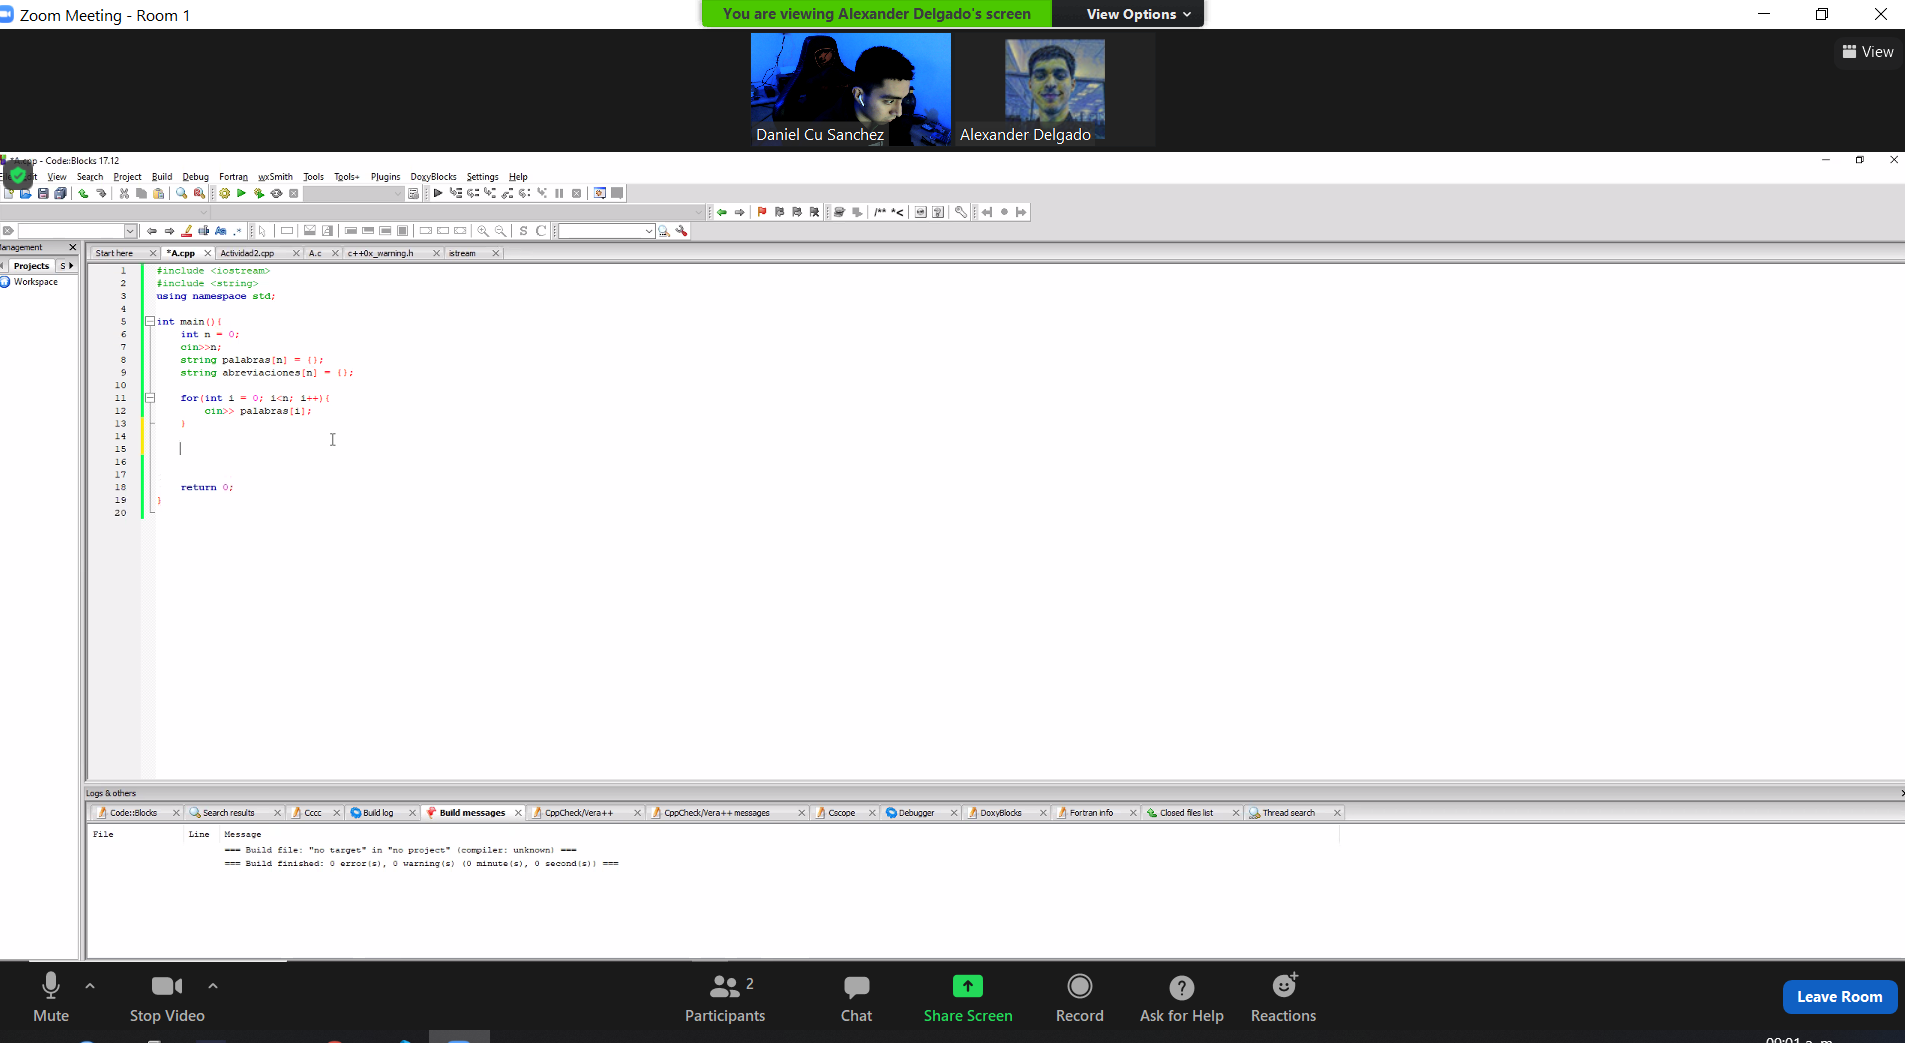 Zoom Meeting - Room 1
You are viewing Alexander Delgado's screen
View Options
View
Daniel Cu Sanchez
Alexander Delgado
- Code::Blocks 17.12
View Search Project Build Debug Fortran wxSmith Tools Tools+ Plugins DoxyBlocks Settings Help
/** *<
S C
Projects S
Workspace
Start here *A.cpp Actividad2.cpp A.c c++0x_warning.h istream
1 #include <iostream>
2 #include <string>
3 using namespace std;
4
5 int main(){
6 int n = 0;
7 cin>>n;
8 string palabras[n] = {};
9 string abreviaciones[n] = {};
10
11 for(int i = 0; i<n; i++){
12 cin>> palabras[i];
13 }
14
15
16
17
18 return 0;
19 }
20
Logs & others
Code::Blocks Search results Cccc Build log Build messages CppCheck/Vera++ CppCheck/Vera++ messages Cscope Debugger DoxyBlocks Fortran info Closed files list Thread search
File Line Message
=== Build file: "no target" in "no project" (compiler: unknown) ===
=== Build finished: 0 error(s), 0 warning(s) (0 minute(s), 0 second(s)) ===
Mute
Stop Video
2
Participants
Chat
Share Screen
Record
Ask for Help
Reactions
Leave Room